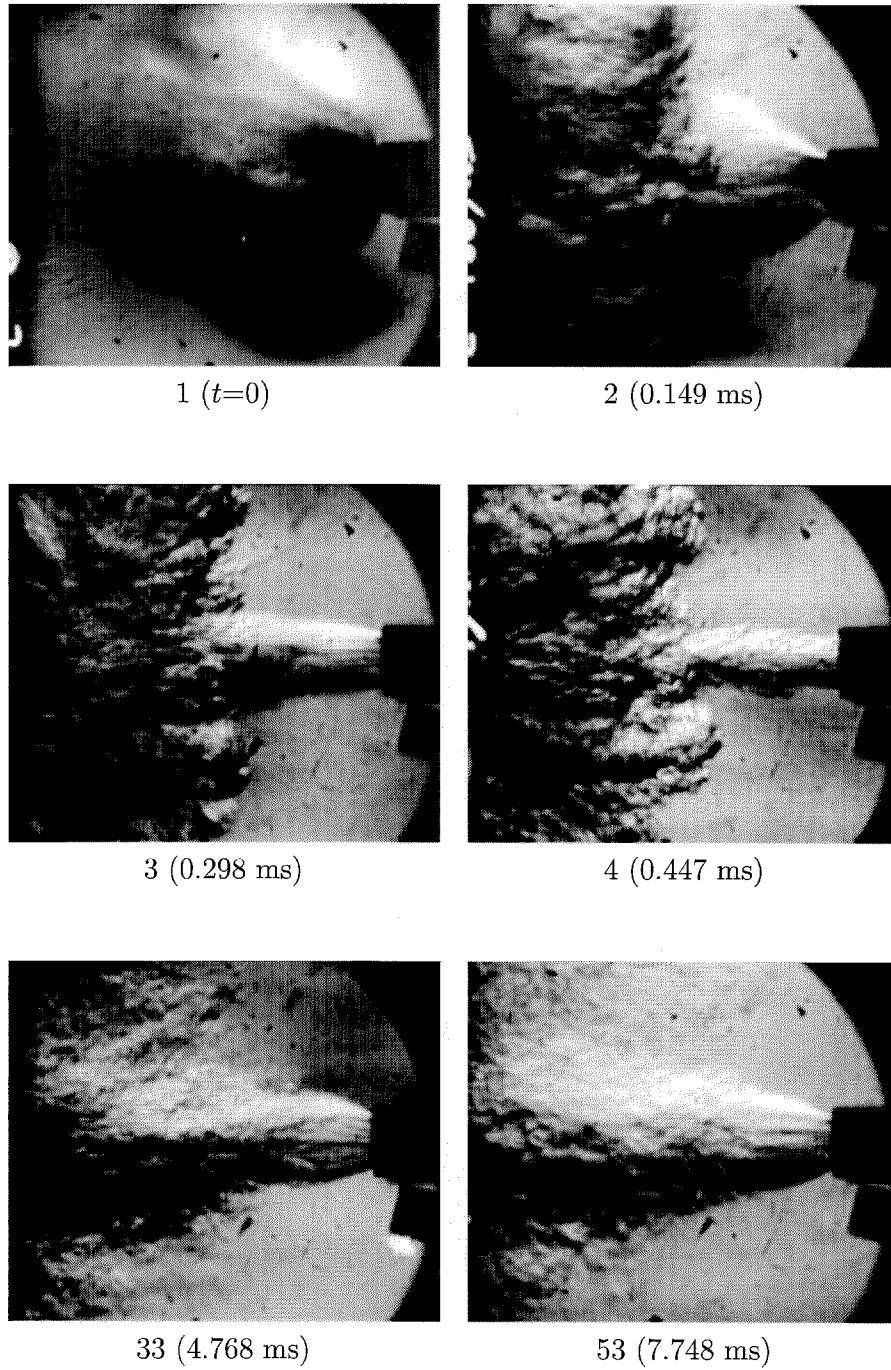 1 (t=0)
2 (0.149 ms)
3 (0.298 ms)
4 (0.447 ms)
33 (4.768 ms)
53 (7.748 ms)